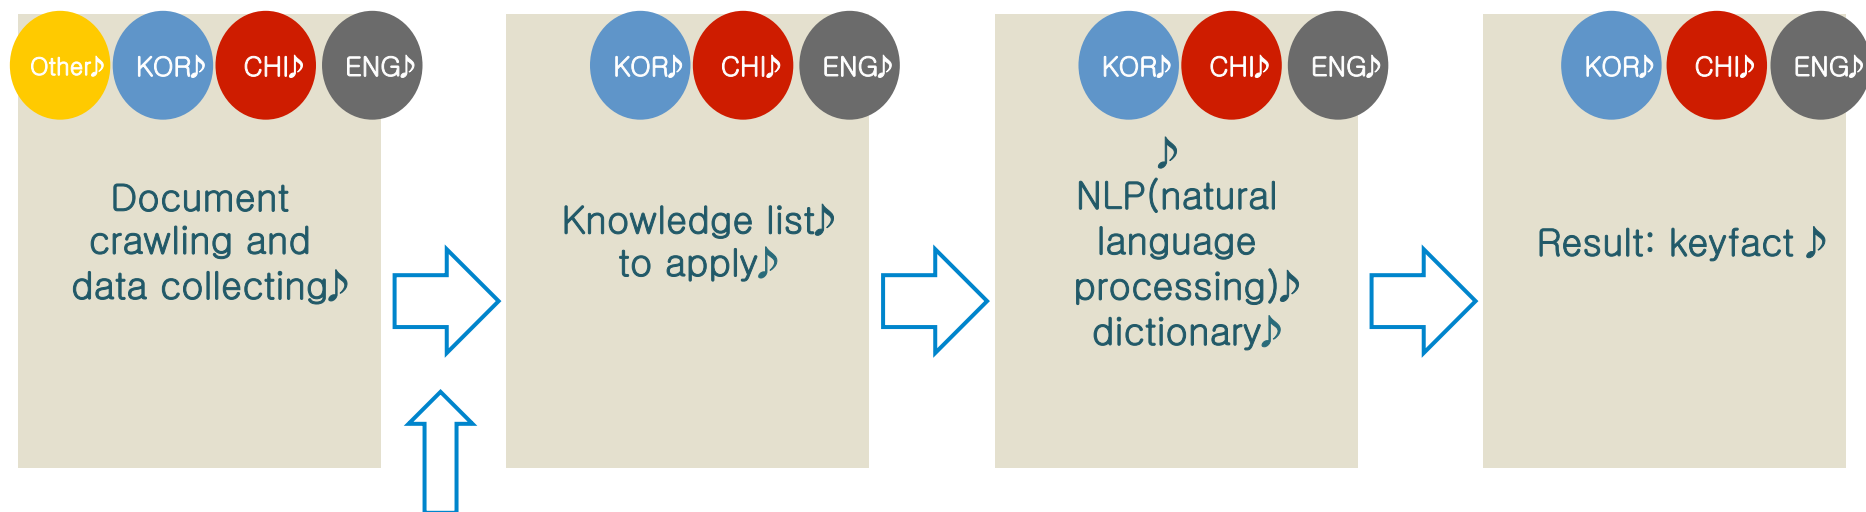 Other♪ KOR♪ CHI♪ ENG♪
Document
crawling and
data collecting♪
KOR♪ CHI♪ ENG♪
Knowledge list♪
to apply♪
KOR♪ CHI♪ ENG♪
♪
NLP(natural
language
processing)♪
dictionary♪
KOR♪ CHI♪ ENG♪
Result: keyfact ♪